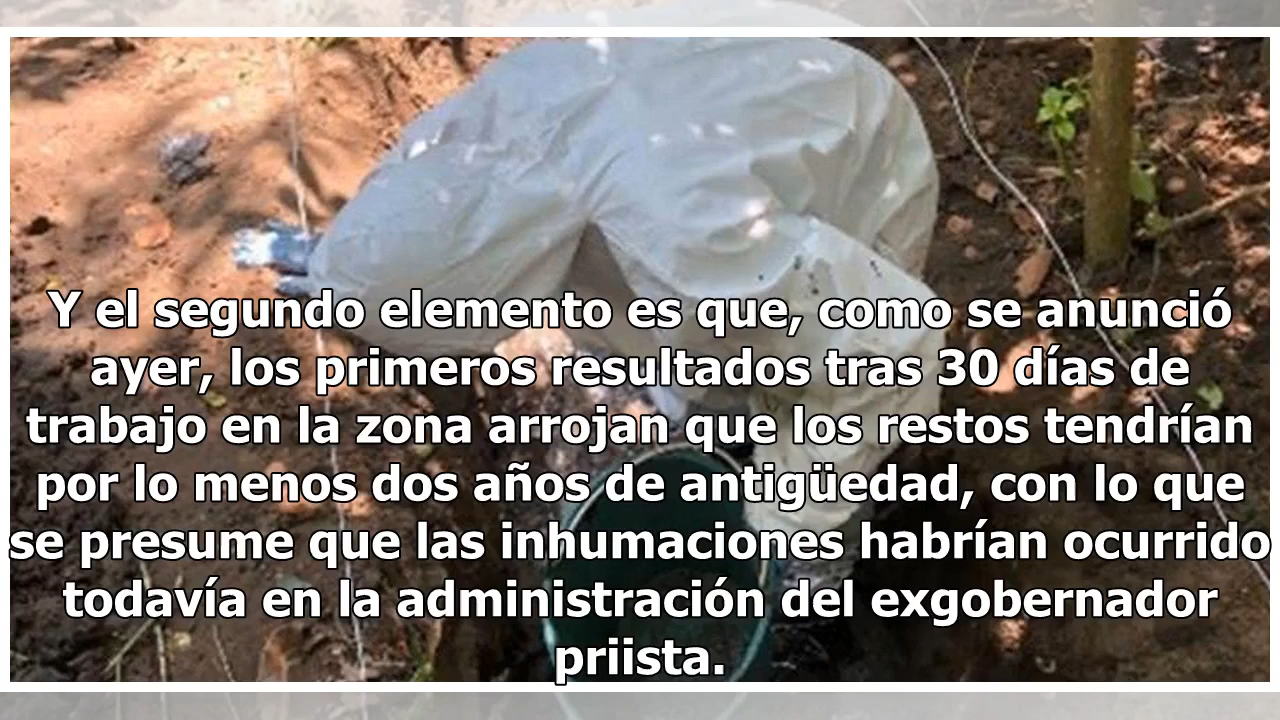 Y el segundo elemento es que, como se anunció
ayer, los primeros resultados tras 30 días de
trabajo en la zona arrojan que los restos tendrían
por lo menos dos años de antigüedad, con lo que
se presume que las inhumaciones habrían ocurrido
todavía en la administración del exgobernador
priista.